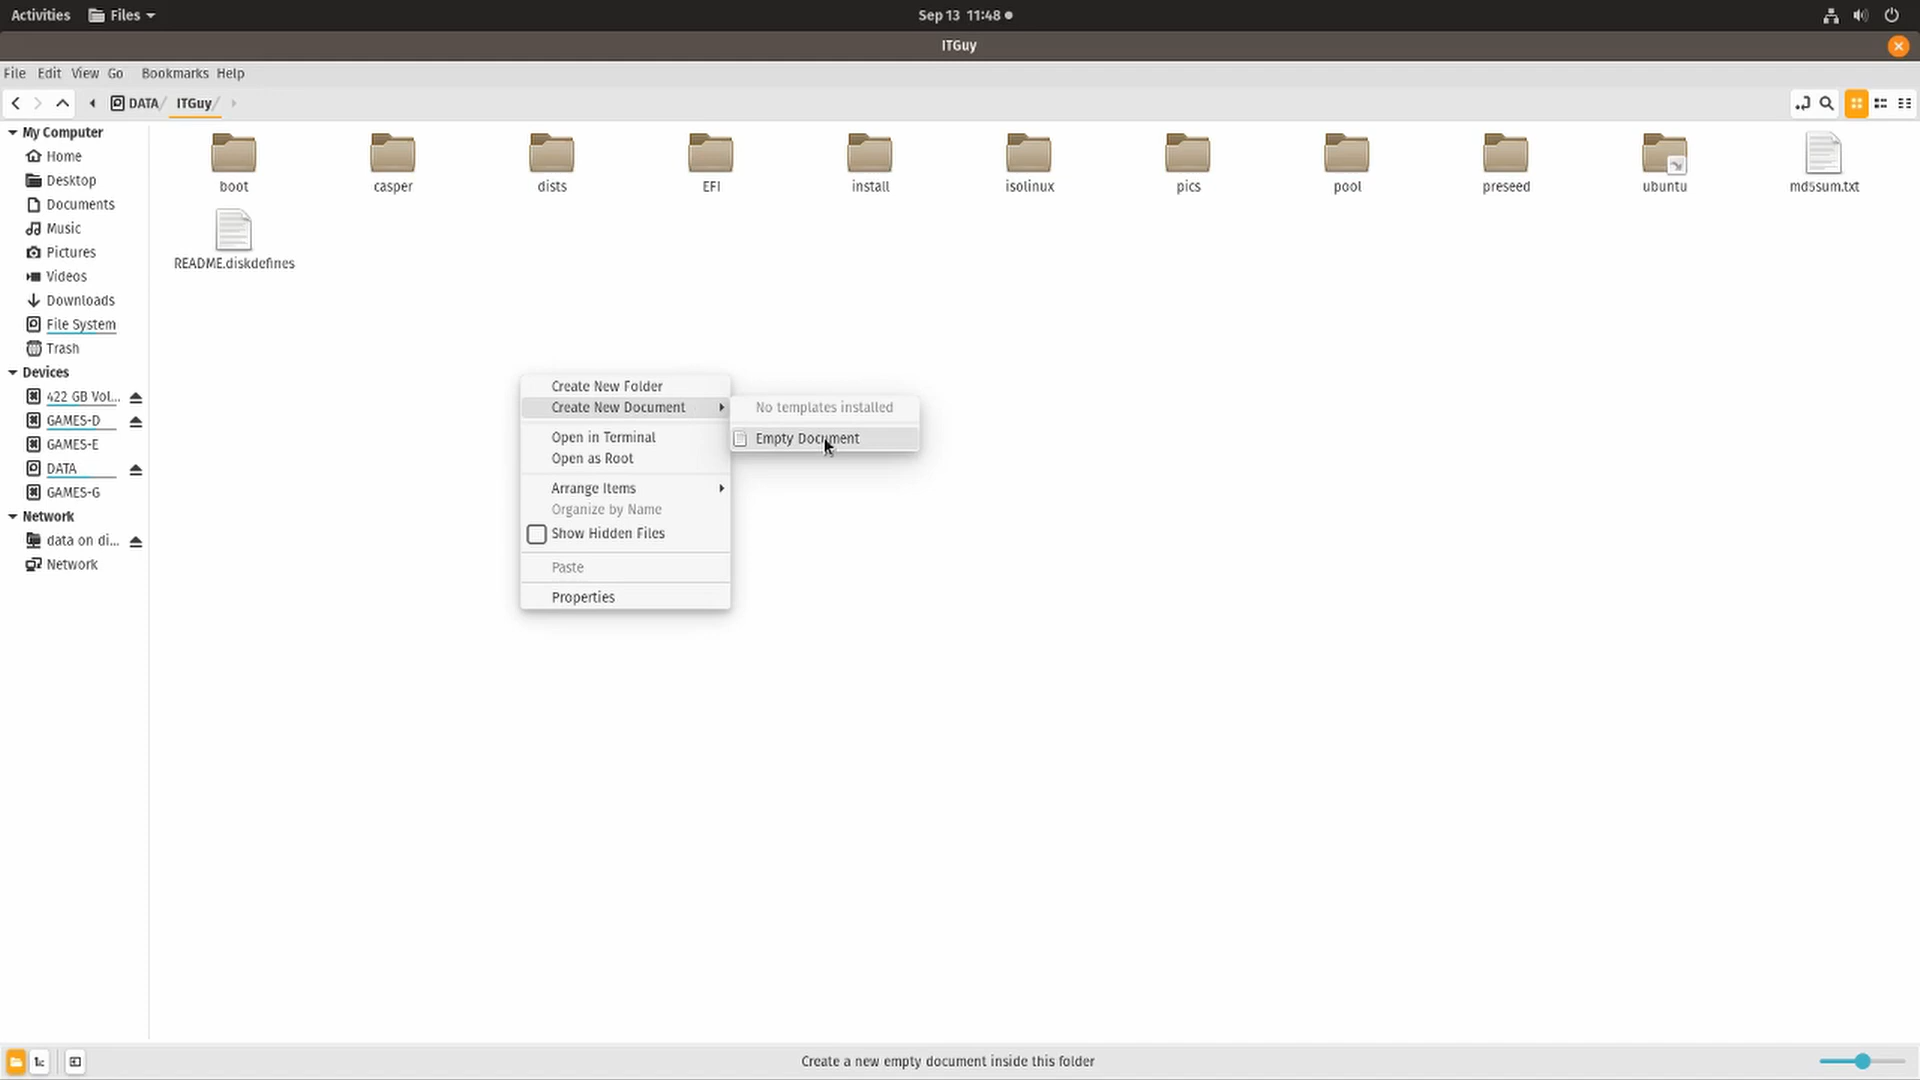 Activities Files Sep 13 11:48
ITGuy
File Edit View Go Bookmarks Help
DATA ITGuy
My Computer
Home
Desktop
Documents
Music
Pictures
Videos
Downloads
File System
Trash
Devices
422 GB Vol...
GAMES-D
GAMES-E
DATA
GAMES-G
Network
data on di...
Network
boot casper dists EFI install isolinux pics pool preseed ubuntu md5sum.txt
README.diskdefines
Create New Folder
Create New Document
Open in Terminal
Open as Root
Arrange Items
Organize by Name
Show Hidden Files
Paste
Properties
No templates installed
Empty Document
Create a new empty document inside this folder